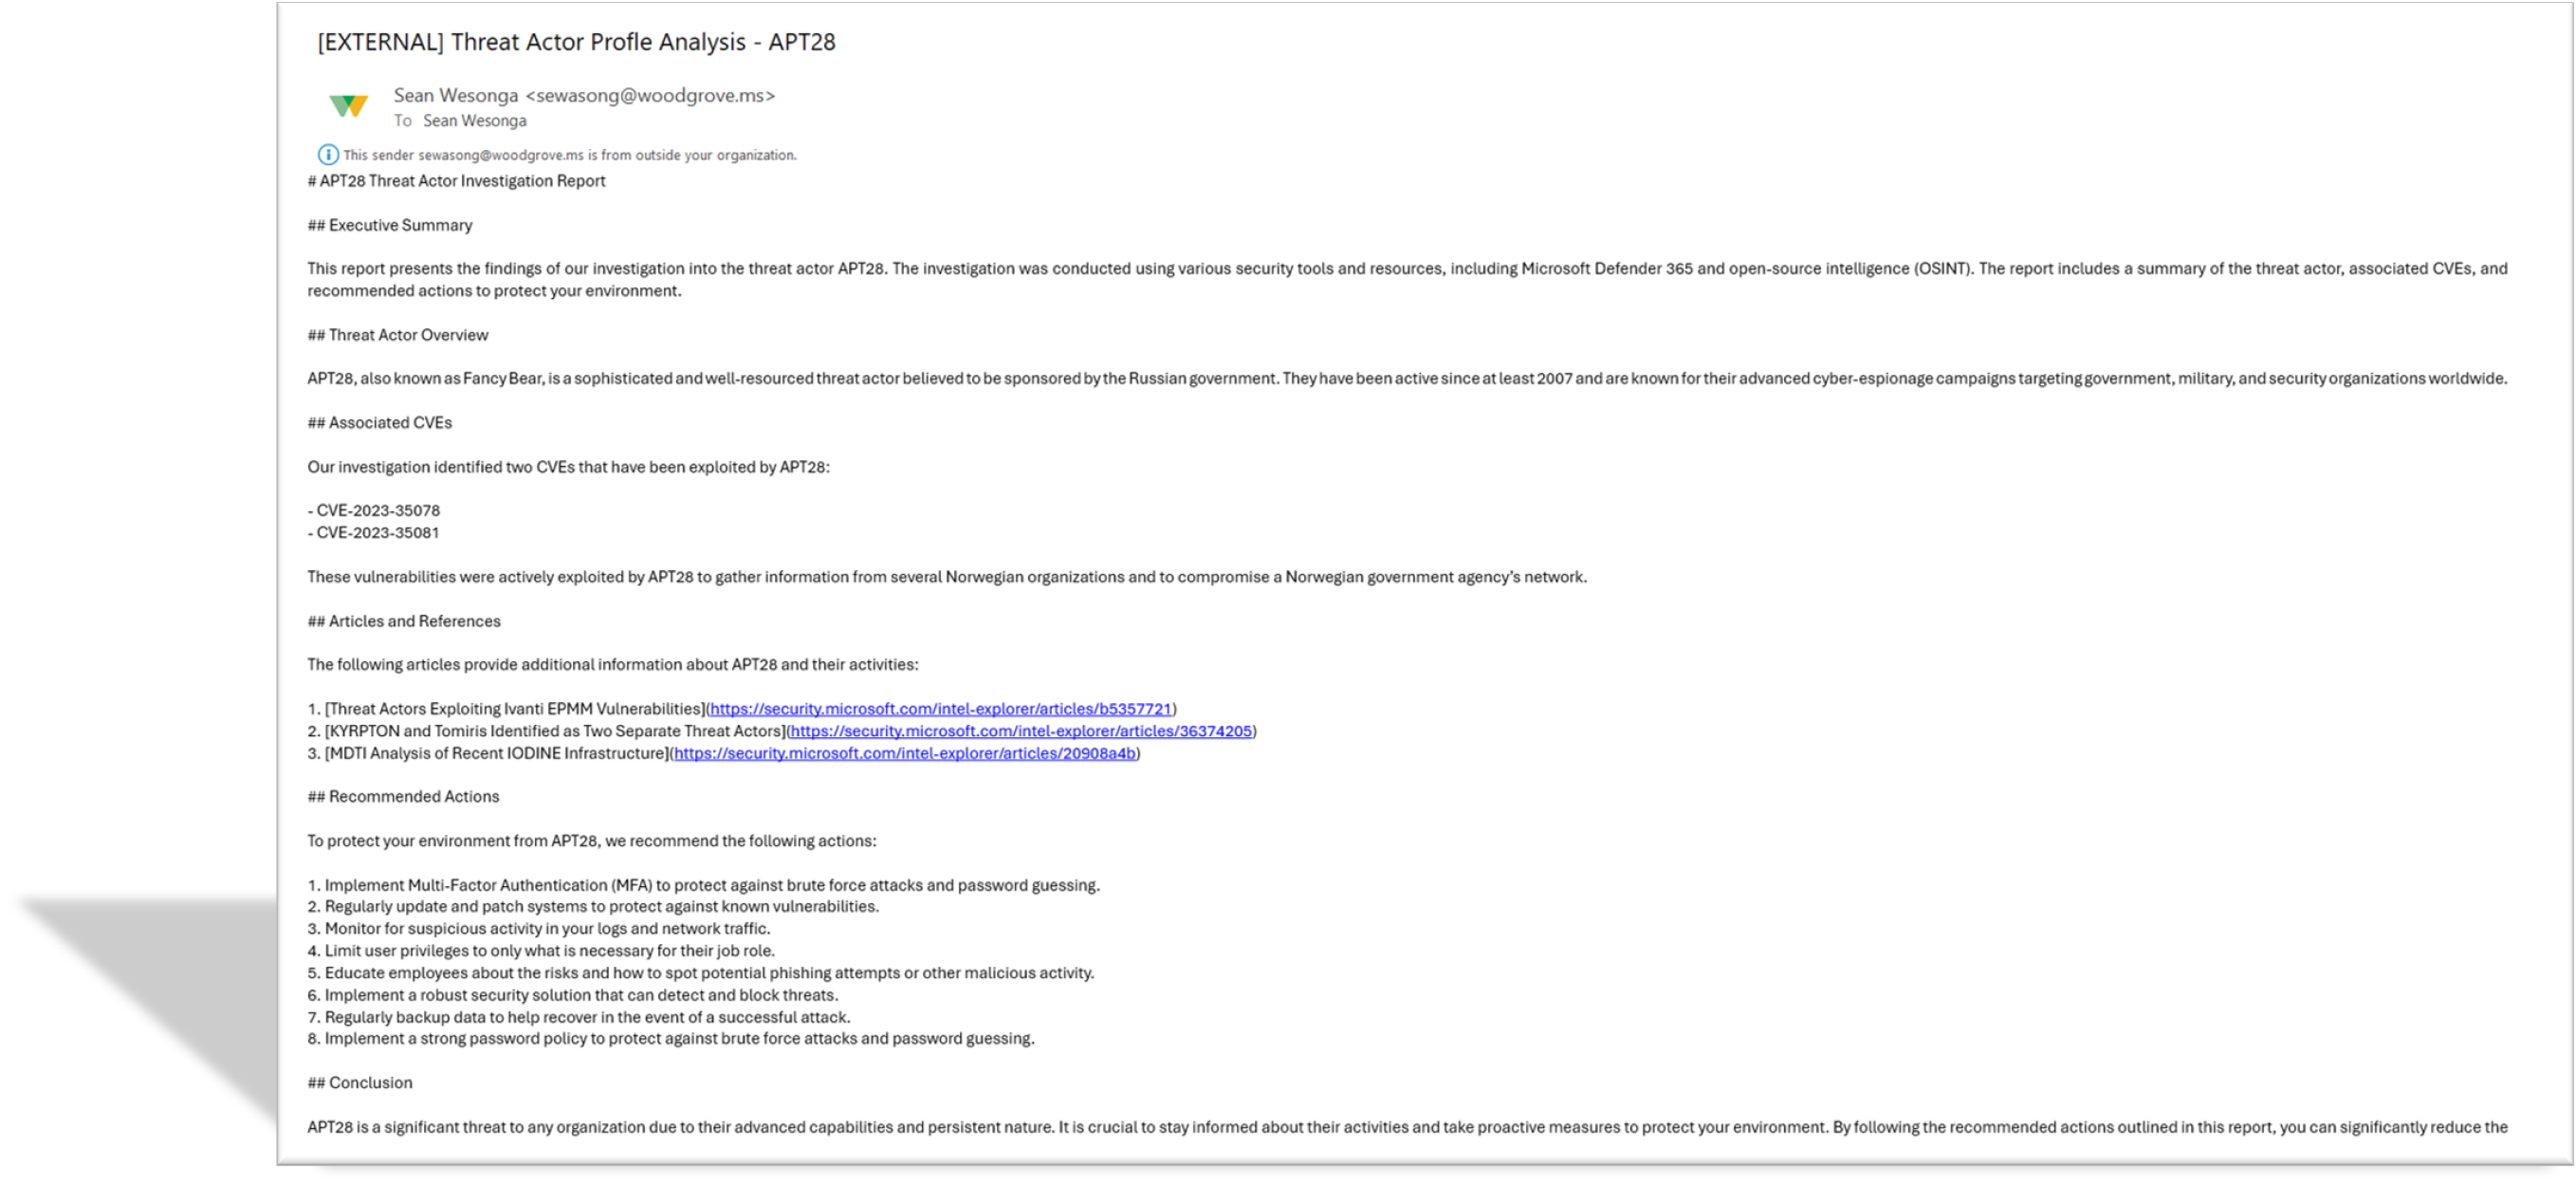 [EXTERNAL] Threat Actor Profle Analysis - APT28
Sean Wesonga <sewasong@woodgrove.ms>
To Sean Wesonga
This sender sewasong@woodgrove.ms is from outside your organization.
# APT28 Threat Actor Investigation Report
## Executive Summary
This report presents the findings of our investigation into the threat actor APT28. The investigation was conducted using various security tools and resources, including Microsoft Defender 365 and open-source intelligence (OSINT). The report includes a summary of the threat actor, associated CVEs, and
recommended actions to protect your environment.
## Threat Actor Overview
APT28, also known as Fancy Bear, is a sophisticated and well-resourced threat actor believed to be sponsored by the Russian government. They have been active since at least 2007 and are known for their advanced cyber-espionage campaigns targeting government, military, and security organizations worldwide.
## Associated CVEs
Our investigation identified two CVEs that have been exploited by APT28:
- CVE-2023-35078
- CVE-2023-35081
These vulnerabilities were actively exploited by APT28 to gather information from several Norwegian organizations and to compromise a Norwegian government agency’s network.
## Articles and References
The following articles provide additional information about APT28 and their activities:
1. [Threat Actors Exploiting Ivanti EPMM Vulnerabilities](https://security.microsoft.com/intel-explorer/articles/b5357721)
2. [KYRPTON and Tomiris Identified as Two Separate Threat Actors](https://security.microsoft.com/intel-explorer/articles/36374205)
3. [MDTI Analysis of Recent IODINE Infrastructure](https://security.microsoft.com/intel-explorer/articles/20908a4b)
## Recommended Actions
To protect your environment from APT28, we recommend the following actions:
1. Implement Multi-Factor Authentication (MFA) to protect against brute force attacks and password guessing.
2. Regularly update and patch systems to protect against known vulnerabilities.
3. Monitor for suspicious activity in your logs and network traffic.
4. Limit user privileges to only what is necessary for their job role.
5. Educate employees about the risks and how to spot potential phishing attempts or other malicious activity.
6. Implement a robust security solution that can detect and block threats.
7. Regularly backup data to help recover in the event of a successful attack.
8. Implement a strong password policy to protect against brute force attacks and password guessing.
## Conclusion
APT28 is a significant threat to any organization due to their advanced capabilities and persistent nature. It is crucial to stay informed about their activities and take proactive measures to protect your environment. By following the recommended actions outlined in this report, you can significantly reduce the